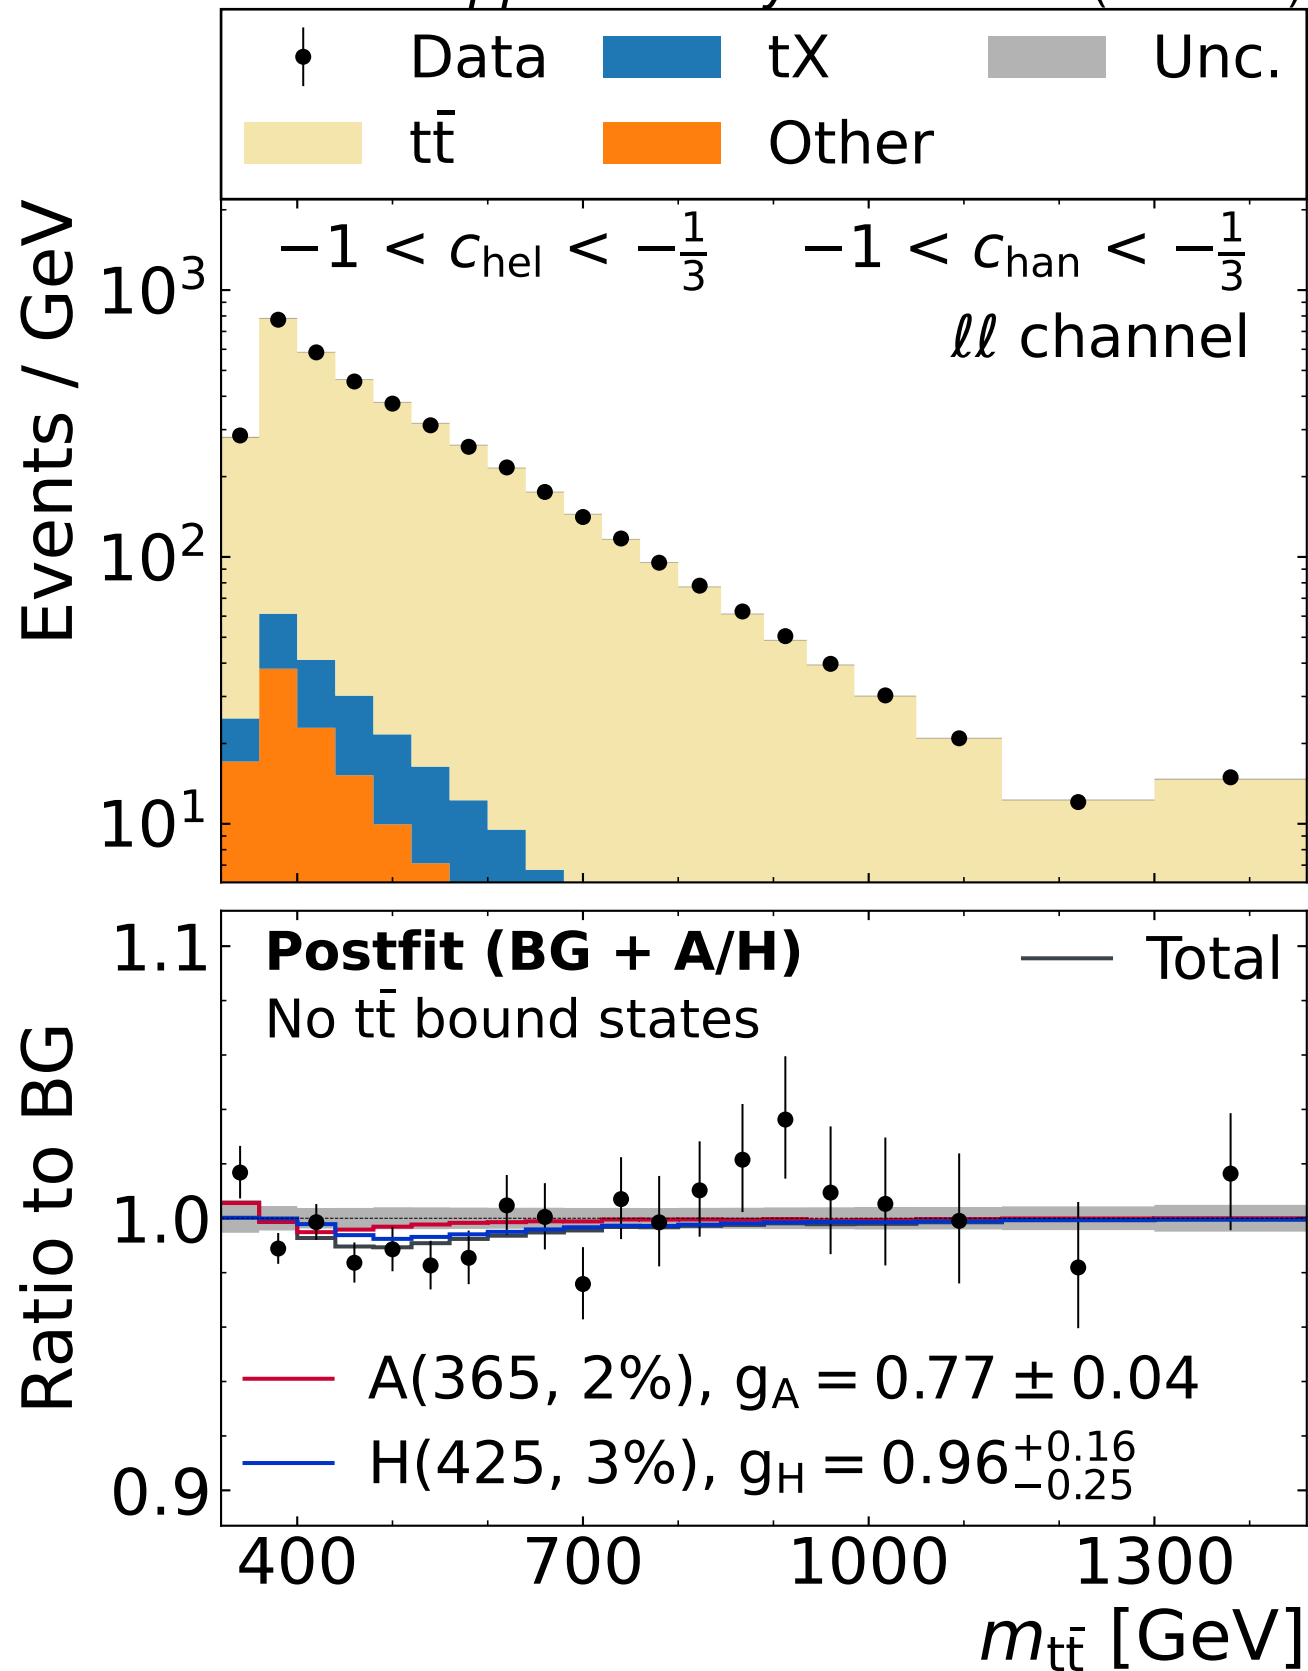 Data tX Unc.
tt̄ Other
−1 < c_hel < −1/3 −1 < c_han < −1/3
ℓℓ channel
Events / GeV
10³
10²
10¹
Postfit (BG + A/H) Total
No tt̄ bound states
Ratio to BG
1.1
1.0
0.9
A(365, 2%), g_A = 0.77 ± 0.04
H(425, 3%), g_H = 0.96 +0.16 −0.25
400 700 1000 1300
m_tt̄ [GeV]